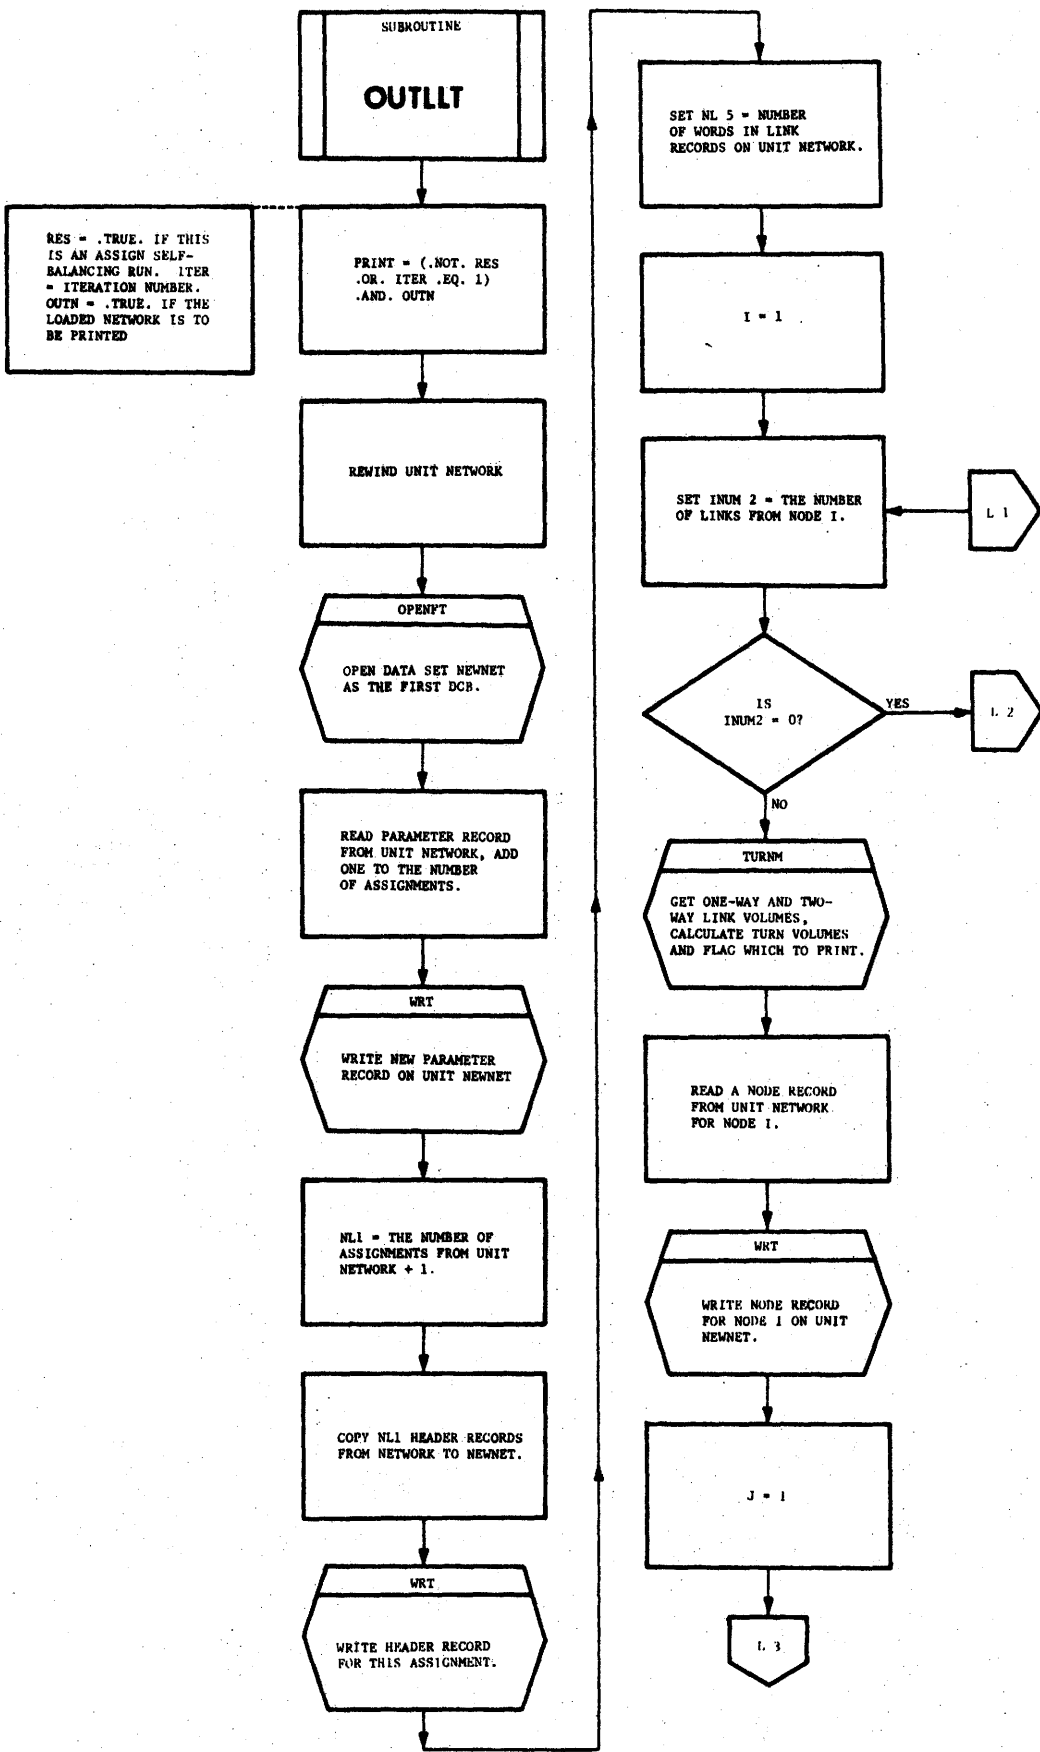 SUBROUTINE
OUTLLT
RES = .TRUE. IF THIS
IS AN ASSIGN SELF-
BALANCING RUN. ITER
= ITERATION NUMBER.
OUTN = .TRUE. IF THE
LOADED NETWORK IS TO
BE PRINTED
PRINT = (.NOT. RES
.OR. ITER .EQ. 1)
.AND. OUTN
REWIND UNIT NETWORK
OPENFT
OPEN DATA SET NEWNET
AS THE FIRST DCB.
READ PARAMETER RECORD
FROM UNIT NETWORK, ADD
ONE TO THE NUMBER
OF ASSIGNMENTS.
WRT
WRITE NEW PARAMETER
RECORD ON UNIT NEWNET
NL1 = THE NUMBER OF
ASSIGNMENTS FROM UNIT
NETWORK + 1.
COPY NL1 HEADER RECORDS
FROM NETWORK TO NEWNET.
WRT
WRITE HEADER RECORD
FOR THIS ASSIGNMENT.
SET NL 5 = NUMBER
OF WORDS IN LINK
RECORDS ON UNIT NETWORK.
I = 1
SET INUM 2 = THE NUMBER
OF LINKS FROM NODE I.
L 1
IS
INUM2 = 0?
YES
L 2
NO
TURNM
GET ONE-WAY AND TWO-
WAY LINK VOLUMES,
CALCULATE TURN VOLUMES
AND FLAG WHICH TO PRINT.
READ A NODE RECORD
FROM UNIT NETWORK
FOR NODE I.
WRT
WRITE NODE RECORD
FOR NODE I ON UNIT
NEWNET.
J = 1
L 3